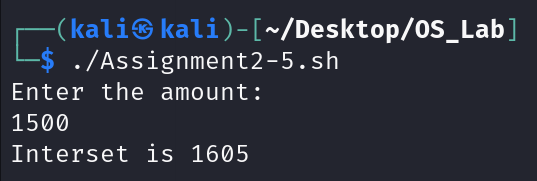 ┌──(kali㉿kali)-[~/Desktop/OS_Lab]
└─$ ./Assignment2-5.sh
Enter the amount:
1500
Interset is 1605